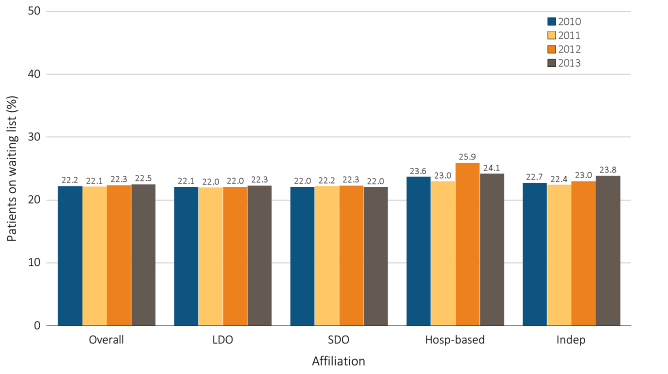 50
40
30
20
10
0
Patients on waiting list (%)
2010
2011
2012
2013
22.2 22.1 22.3 22.5
22.1 22.0 22.0 22.3
22.0 22.2 22.3 22.0
23.6 23.0 25.9 24.1
22.7 22.4 23.0 23.8
Overall LDO SDO Hosp-based Indep
Affiliation